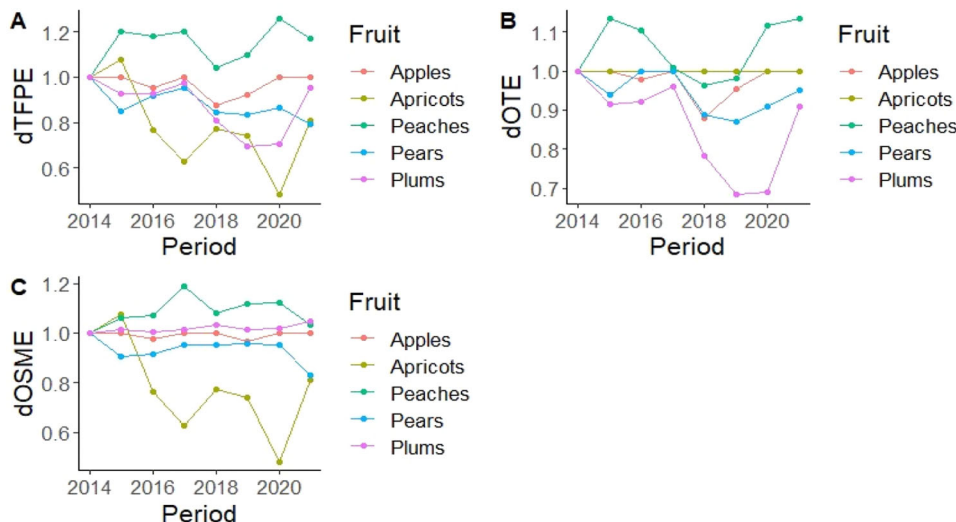 A
dTFPE
1.2
1.0
0.8
0.6
2014 2016 2018 2020
Period
Fruit
Apples
Apricots
Peaches
Pears
Plums
B
dOTE
1.1
1.0
0.9
0.8
0.7
2014 2016 2018 2020
Period
Fruit
Apples
Apricots
Peaches
Pears
Plums
C
dOSME
1.2
1.0
0.8
0.6
2014 2016 2018 2020
Period
Fruit
Apples
Apricots
Peaches
Pears
Plums